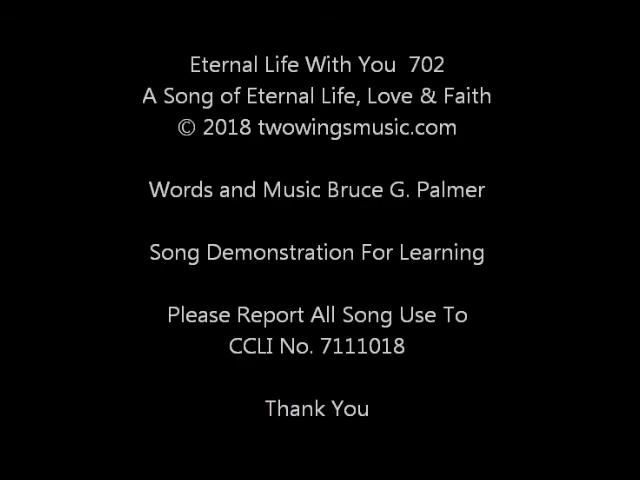 Eternal Life With You  702
A Song of Eternal Life, Love & Faith
© 2018 twowingsmusic.com
Words and Music Bruce G. Palmer
Song Demonstration For Learning
Please Report All Song Use To
CCLI No. 7111018
Thank You